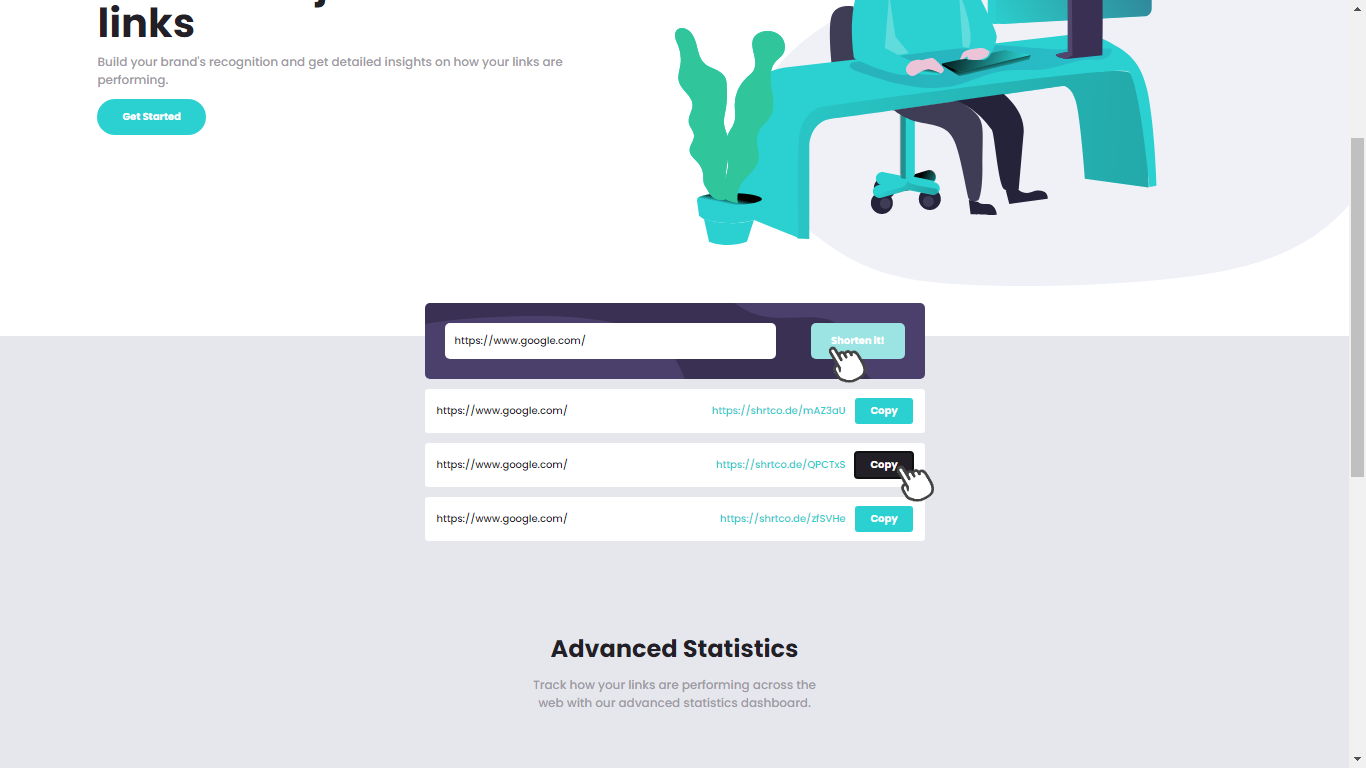 links
Build your brand's recognition and get detailed insights on how your links are
performing.
Get Started
https://www.google.com/
Shorten it!
https://www.google.com/
https://shrtco.de/mAZ3aU
Copy
https://www.google.com/
https://shrtco.de/QPCTxS
Copy
https://www.google.com/
https://shrtco.de/zfSVHe
Copy
Advanced Statistics
Track how your links are performing across the
web with our advanced statistics dashboard.